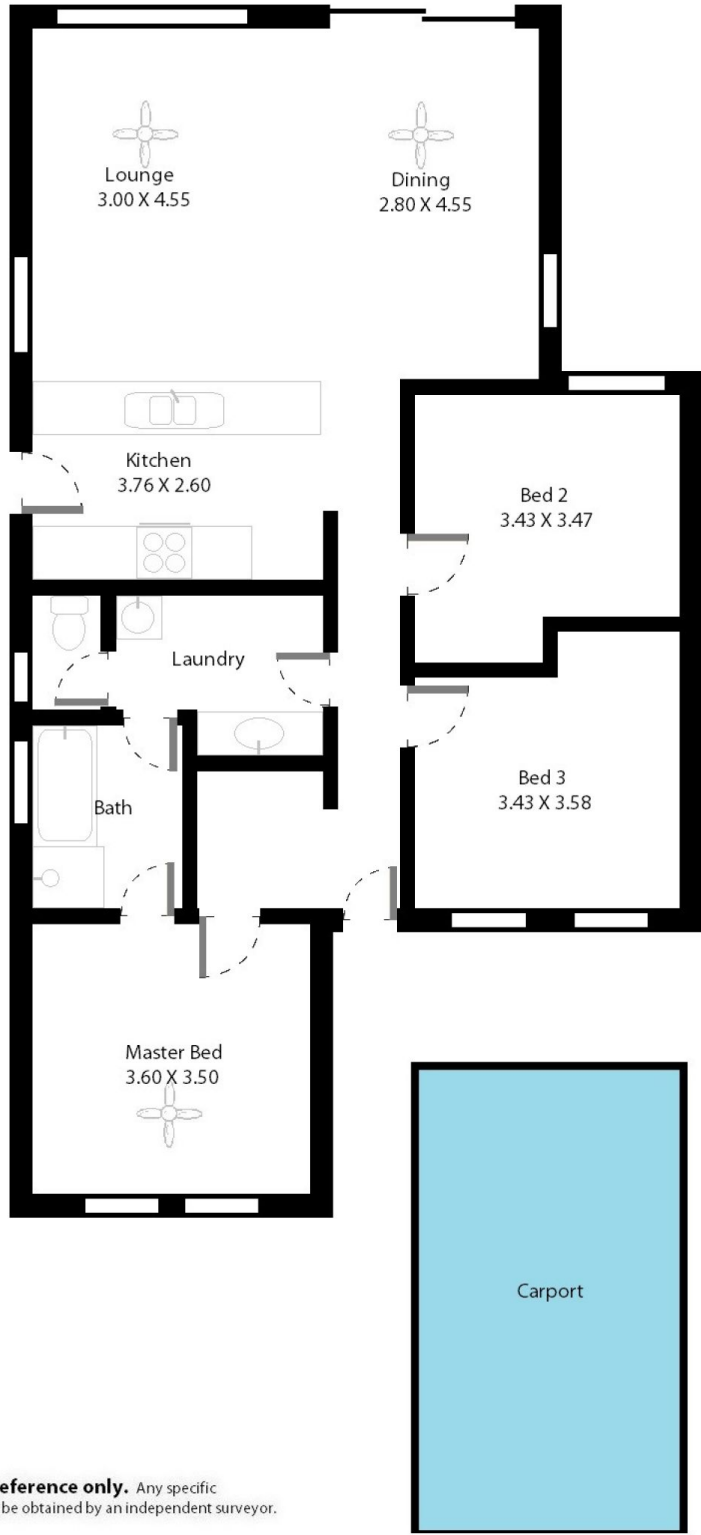 Lounge
3.00 X 4.55
Dining
2.80 X 4.55
Kitchen
3.76 X 2.60
Bed 2
3.43 X 3.47
Laundry
Bath
Bed 3
3.43 X 3.58
Master Bed
3.60 X 3.50
Carport
eference only. Any specific
be obtained by an independent surveyor.